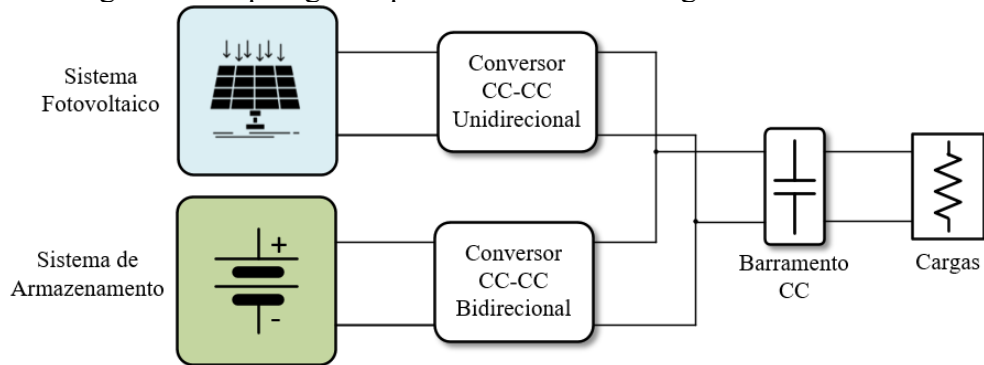 Sistema
Fotovoltaico
Conversor
CC-CC
Unidirecional
Sistema de
Armazenamento
+
-
Conversor
CC-CC
Bidirecional
Barramento
CC
Cargas